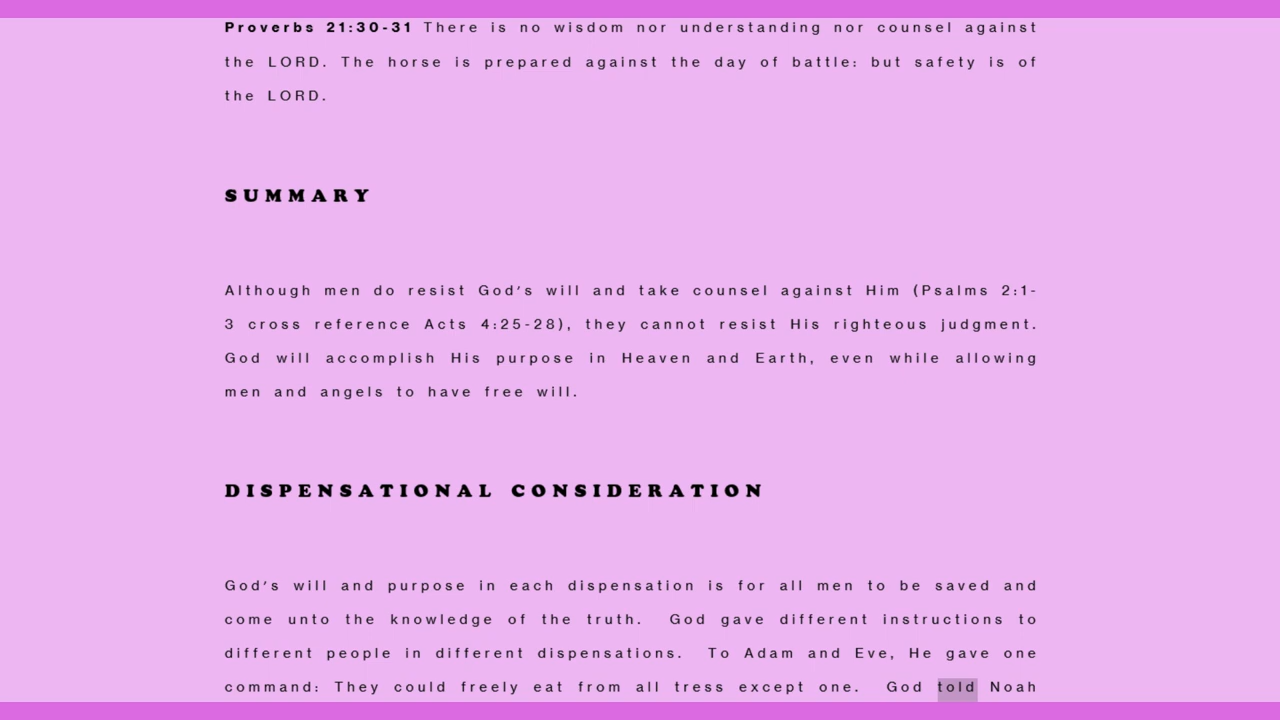 Proverbs 21:30-31 There is no wisdom nor understanding nor counsel against
the LORD. The horse is prepared against the day of battle: but safety is of
the LORD.
SUMMARY
Although men do resist God's will and take counsel against Him (Psalms 2:1-
3 cross reference Acts 4:25-28), they cannot resist His righteous judgment.
God will accomplish His purpose in Heaven and Earth, even while allowing
men and angels to have free will.
DISPENSATIONAL CONSIDERATION
God's will and purpose in each dispensation is for all men to be saved and
come unto the knowledge of the truth. God gave different instructions to
different people in different dispensations. To Adam and Eve, He gave one
command: They could freely eat from all tress except one. God told Noah